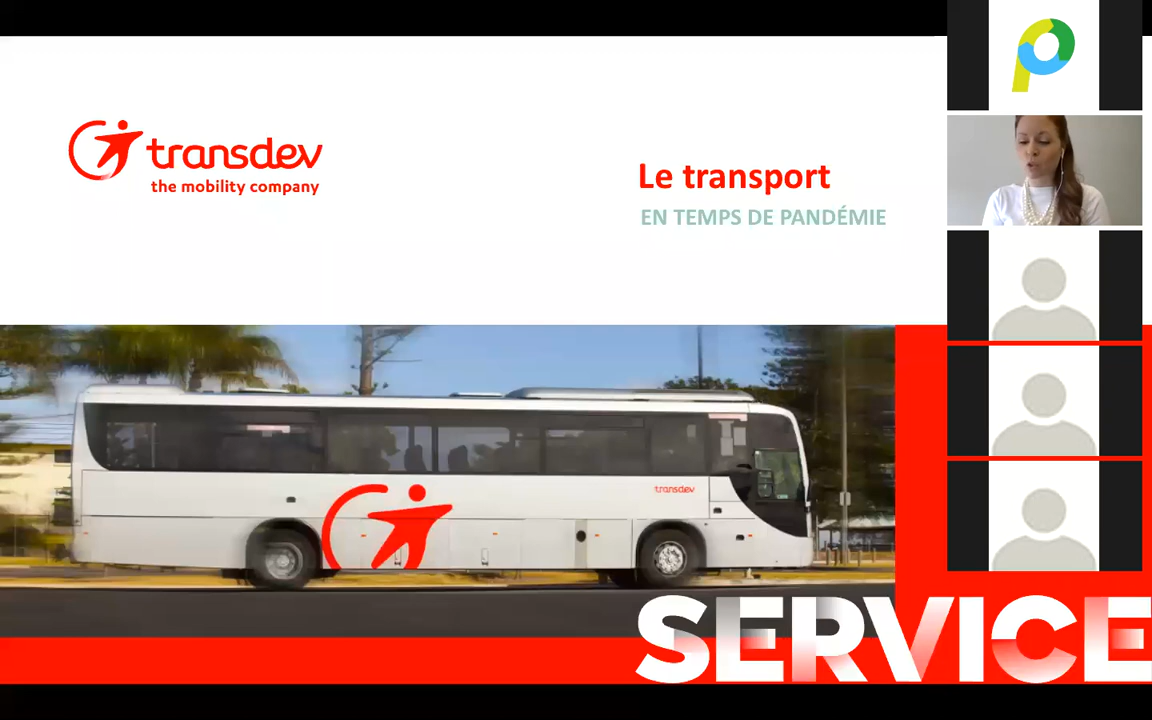 transdev
the mobility company
Le transport
EN TEMPS DE PANDÉMIE
transdev
SERVICE